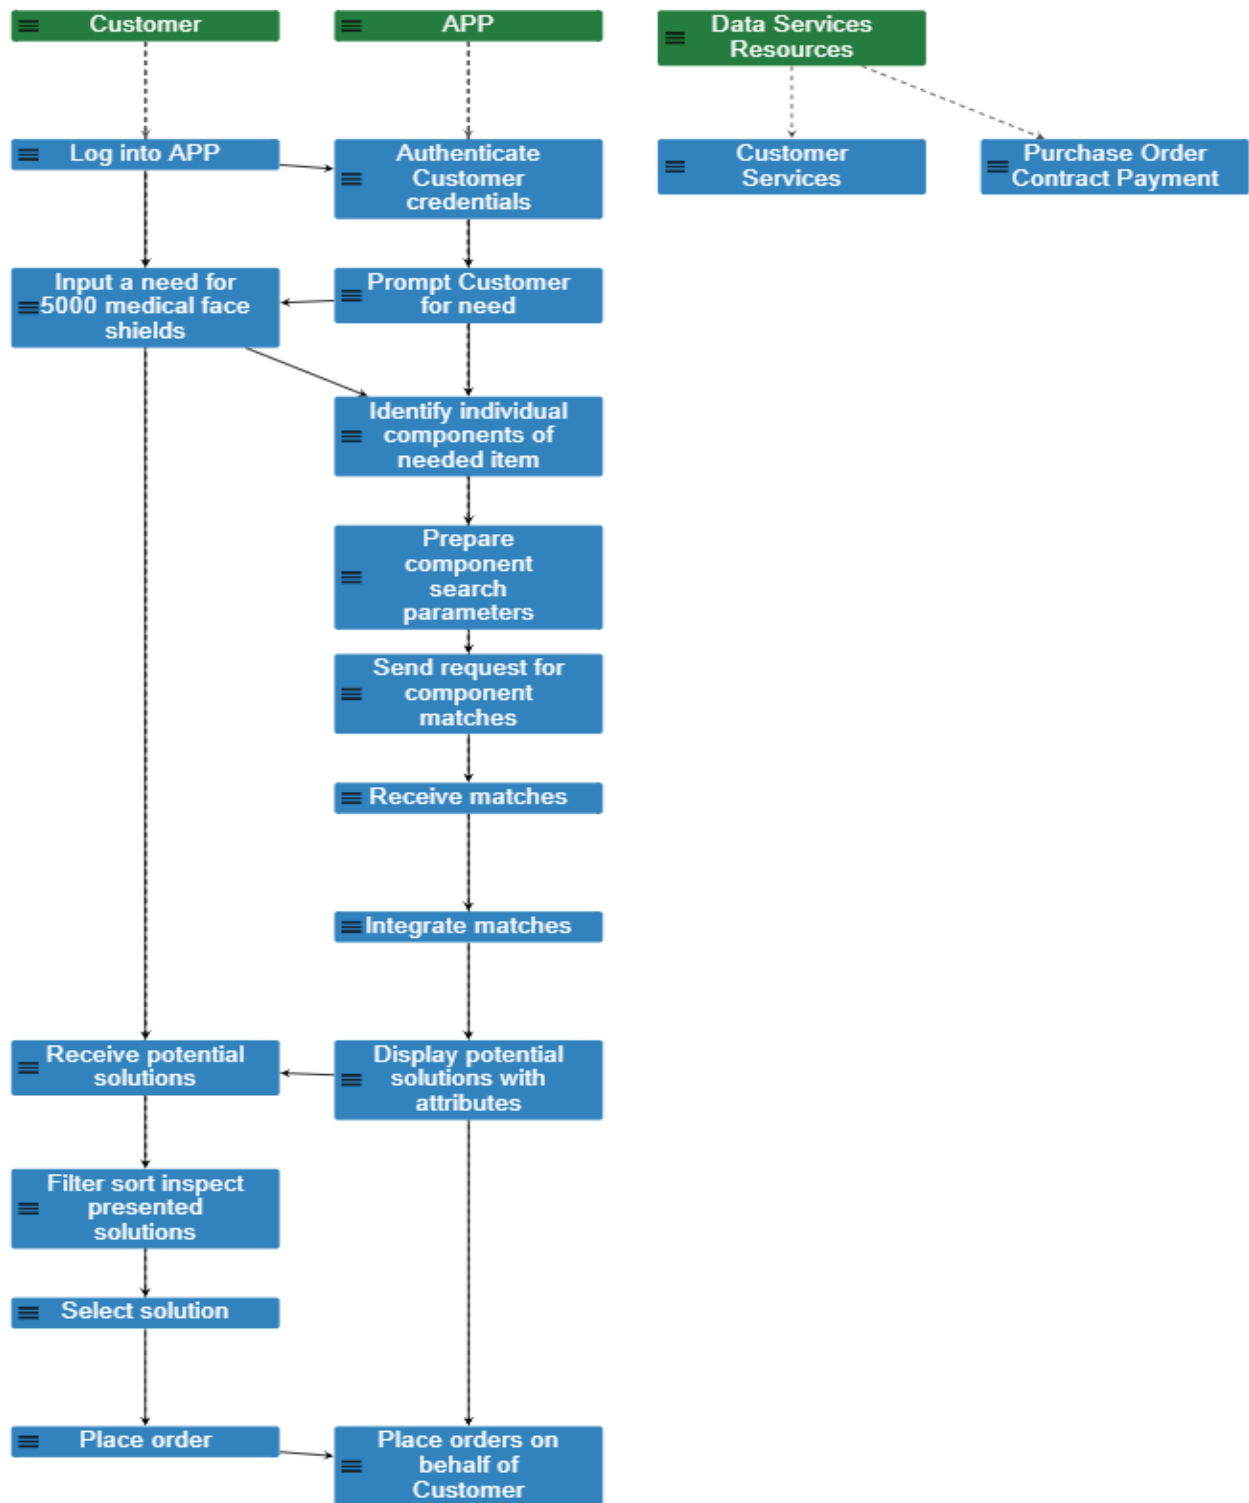 Customer
APP
Data Services
Resources
Log into APP
Authenticate
Customer
credentials
Customer
Services
Purchase Order
Contract Payment
Input a need for
5000 medical face
shields
Prompt Customer
for need
Identify individual
components of
needed item
Prepare
component
search
parameters
Send request for
component
matches
Receive matches
Integrate matches
Receive potential
solutions
Display potential
solutions with
attributes
Filter sort inspect
presented
solutions
Select solution
Place order
Place orders on
behalf of
Customer